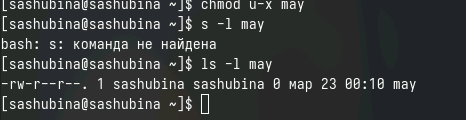 [sashubina@sashubina ~]$ chmod u-x may
[sashubina@sashubina ~]$ s -l may
bash: s: команда не найдена
[sashubina@sashubina ~]$ ls -l may
-rw-r--r--. 1 sashubina sashubina 0 мар 23 00:10 may
[sashubina@sashubina ~]$